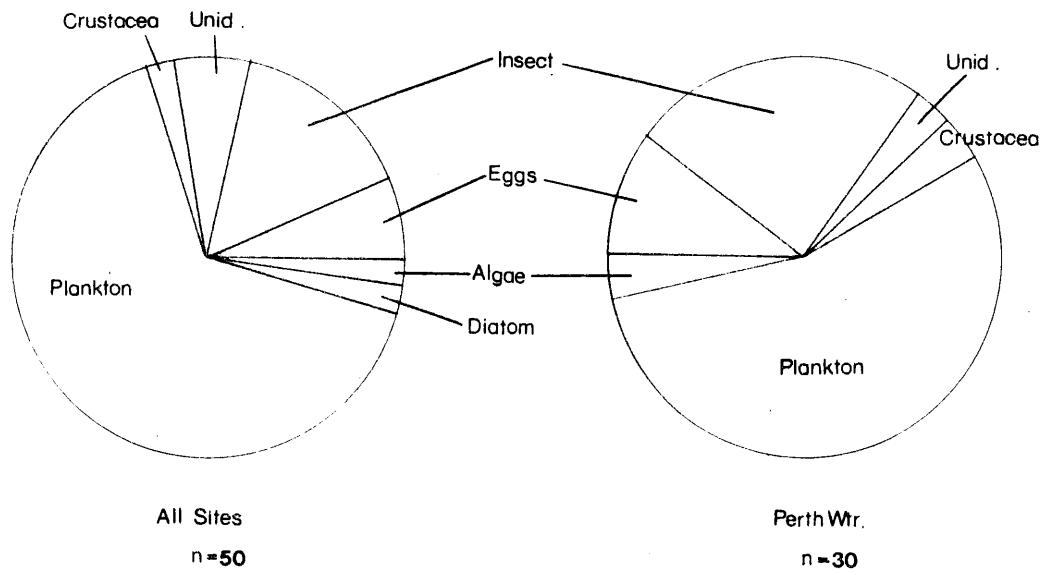 Crustacea
Unid.
Insect
Unid.
Crustacea
Eggs
Algae
Plankton
Diatom
Plankton
All Sites
n=50
Perth Wtr.
n=30